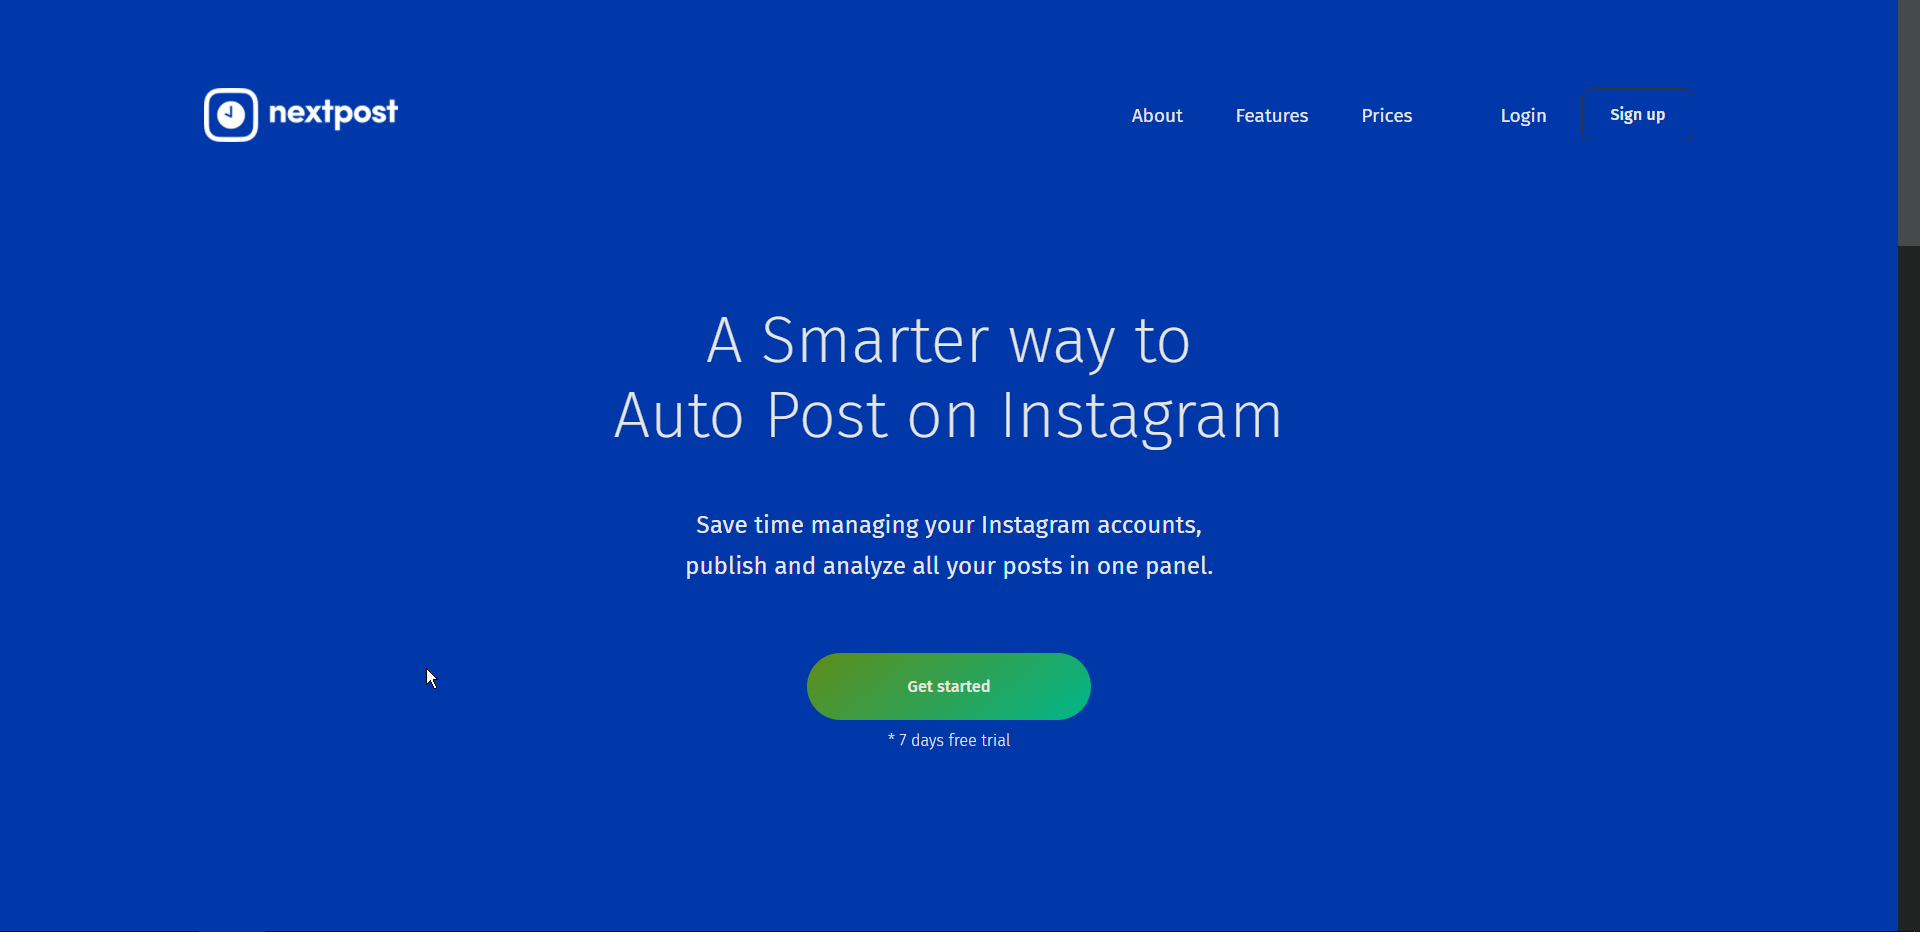 nextpost
About
Features
Prices
Login
Sign up
A Smarter way to
Auto Post on Instagram
Save time managing your Instagram accounts,
publish and analyze all your posts in one panel.
Get started
* 7 days free trial